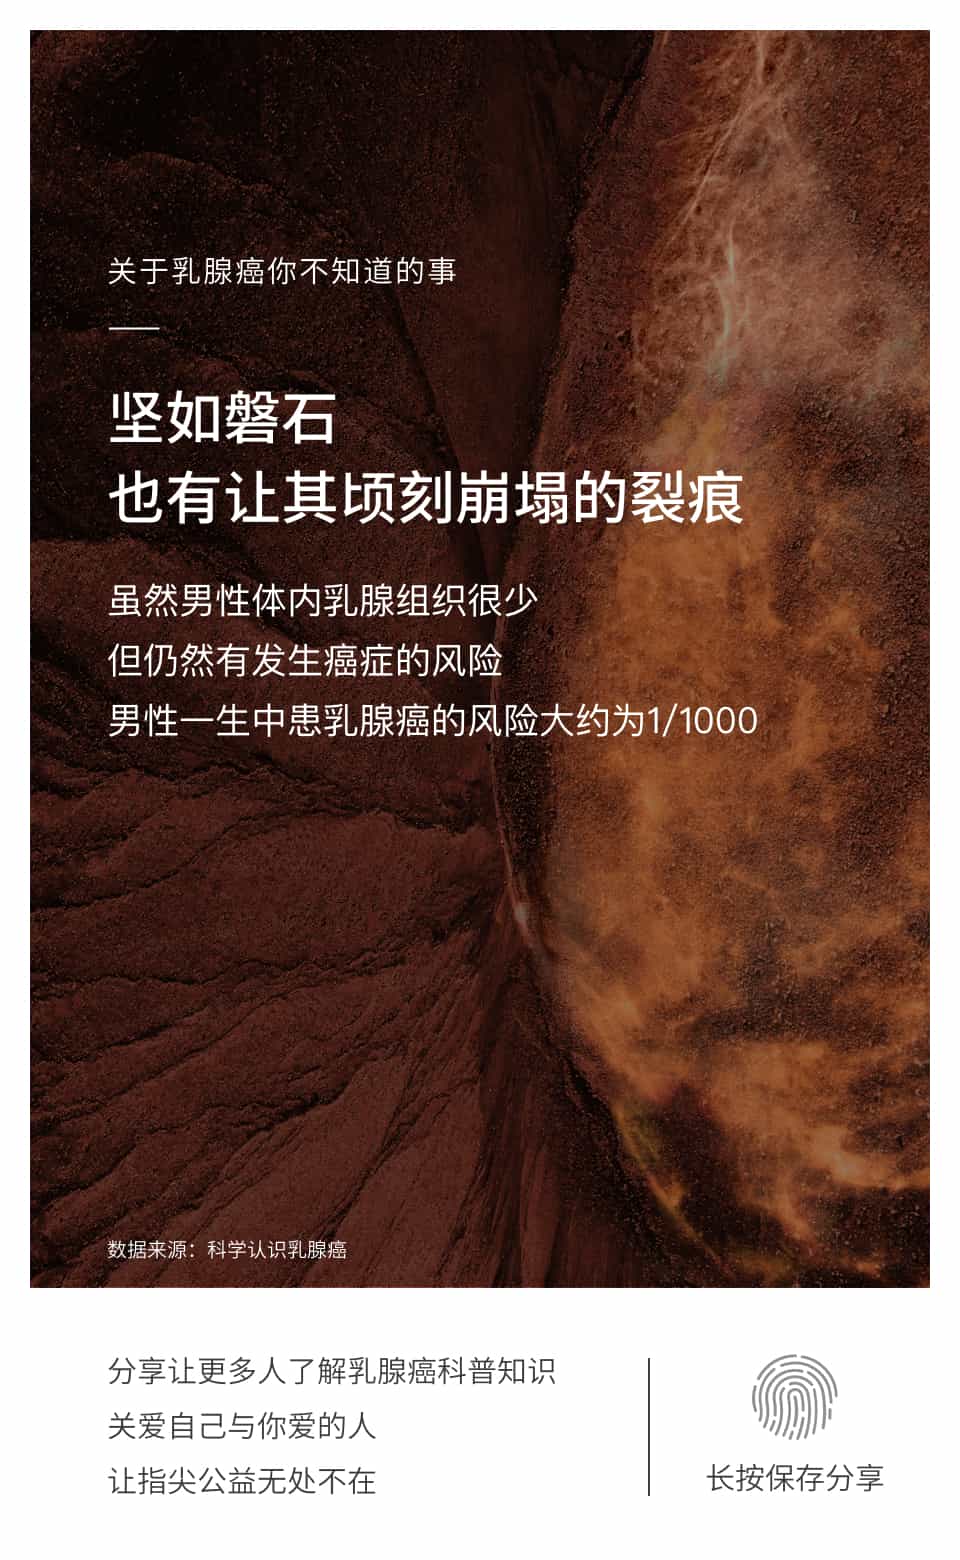 关于乳腺癌你不知道的事
坚如磐石
也有让其顷刻崩塌的裂痕
虽然男性体内乳腺组织很少
但仍然有发生癌症的风险
男性一生中患乳腺癌的风险大约为1/1000
数据来源：科学认识乳腺癌
分享让更多人了解乳腺癌科普知识
关爱自己与你爱的人
让指尖公益无处不在
长按保存分享